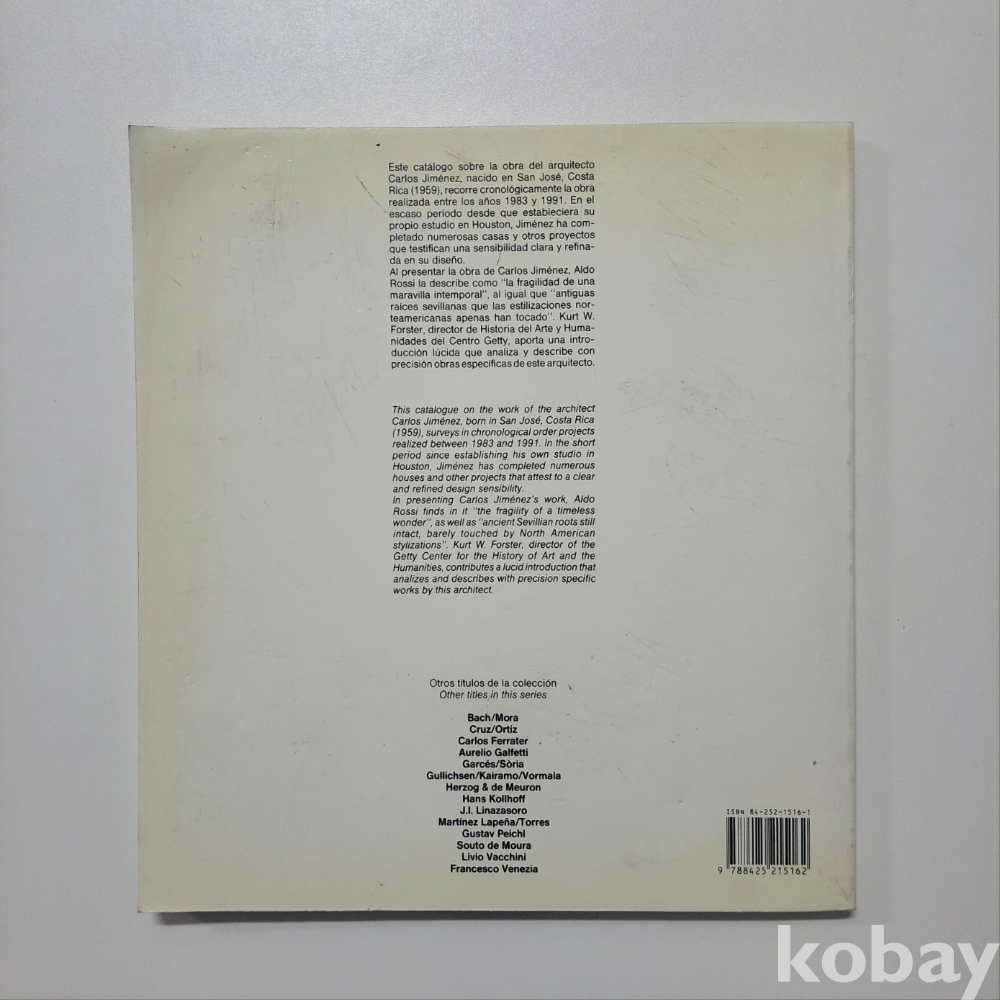 Este catálogo sobre la obra del arquitecto
Carlos Jiménez, nacido en San José, Costa
Rica (1959), recorre cronológicamente la obra
realizada entre los años 1983 y 1991. En el
escaso periodo desde que estableciera su
propio estudio en Houston, Jiménez ha com-
pletado numerosas casas y otros proyectos
que testifican una sensibilidad clara y refina-
da en su diseño.
Al presentar la obra de Carlos Jiménez, Aldo
Rossi la describe como "la fragilidad de una
maravilla intemporal", al igual que "antiguas
raíces sevillanas que las estilizaciones nor-
teamericanas apenas han tocado". Kurt W.
Forster, director de Historia del Arte y Huma-
nidades del Centro Getty, aporta una intro-
ducción lúcida que analiza y describe con
precisión obras específicas de este arquitecto.
This catalogue on the work of the architect
Carlos Jiménez, born in San José, Costa Rica
(1959), surveys in chronological order projects
realized between 1983 and 1991. In the short
period since establishing his own studio in
Houston, Jiménez has completed numerous
houses and other projects that attest to a clear
and refined design sensibility.
In presenting Carlos Jiménez's work, Aldo
Rossi finds in it "the fragility of a timeless
wonder", as well as "ancient Sevillian roots still
intact, barely touched by North American
stylizations". Kurt W. Forster, director of the
Getty Center for the History of Art and the
Humanities, contributes a lucid introduction that
analizes and describes with precision specific
works by this architect.
Otros títulos de la colección
Other titles in this series
Bach/Mora
Cruz/Ortiz
Carlos Ferrater
Aurelio Galfetti
Garcés/Sòria
Gullichsen/Kairamo/Vormala
Herzog & de Meuron
Hans Kollhoff
J.I. Linazasoro
Martínez Lapeña/Torres
Gustav Peichl
Souto de Moura
Livio Vacchini
Francesco Venezia
ISBN 84-252-1516-1
9 788425 215162
kobay